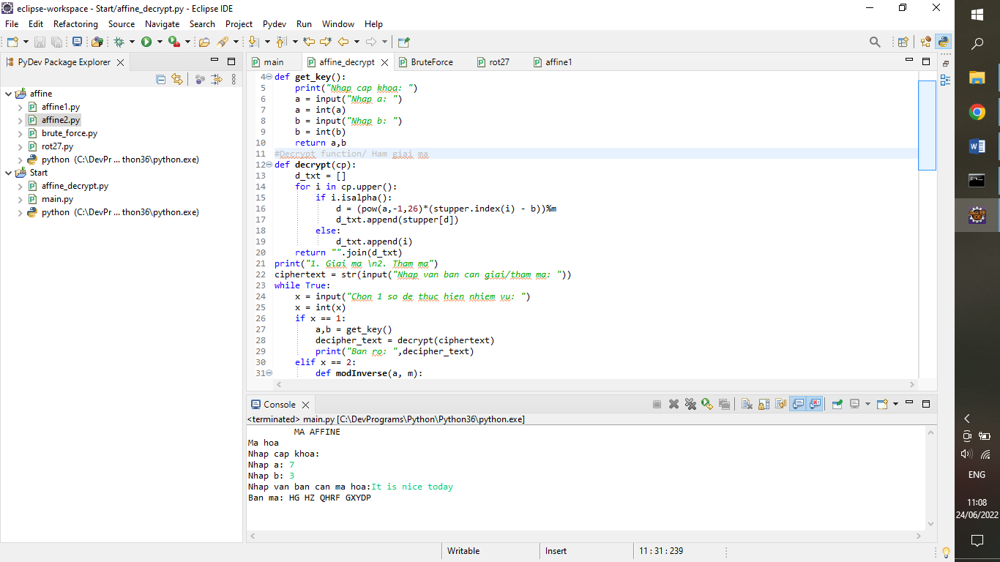 eclipse-workspace - Start/affine_decrypt.py - Eclipse IDE
File Edit Refactoring Source Navigate Search Project Pydev Run Window Help
PyDev Package Explorer
main affine_decrypt BruteForce rot27 affine1
affine
affine1.py
affine2.py
brute_force.py
rot27.py
python (C:\DevPr ... thon36\python.exe)
Start
affine_decrypt.py
main.py
python (C:\DevPr ... thon36\python.exe)
4 def get_key():
5 print("Nhap cap khoa: ")
6 a = input("Nhap a: ")
7 a = int(a)
8 b = input("Nhap b: ")
9 b = int(b)
10 return a,b
11 #Decrypt function/ Ham giai ma
12 def decrypt(cp):
13 d_txt = []
14 for i in cp.upper():
15 if i.isalpha():
16 d = (pow(a,-1,26)*(stupper.index(i) - b))%m
17 d_txt.append(stupper[d])
18 else:
19 d_txt.append(i)
20 return "".join(d_txt)
21 print("1. Giai ma \n2. Tham ma")
22 ciphertext = str(input("Nhap van ban can giai/tham ma: "))
23 while True:
24 x = input("Chon 1 so de thuc hien nhiem vu: ")
25 x = int(x)
26 if x == 1:
27 a,b = get_key()
28 decipher_text = decrypt(ciphertext)
29 print("Ban ro: ",decipher_text)
30 elif x == 2:
31 def modInverse(a, m):
Console
<terminated> main.py [C:\DevPrograms\Python\Python36\python.exe]
MA AFFINE
Ma hoa
Nhap cap khoa:
Nhap a: 7
Nhap b: 3
Nhap van ban can ma hoa:It is nice today
Ban ma: HG HZ QHRF GXYDP
Writable Insert 11 : 31 : 239
ENG
11:08
24/06/2022